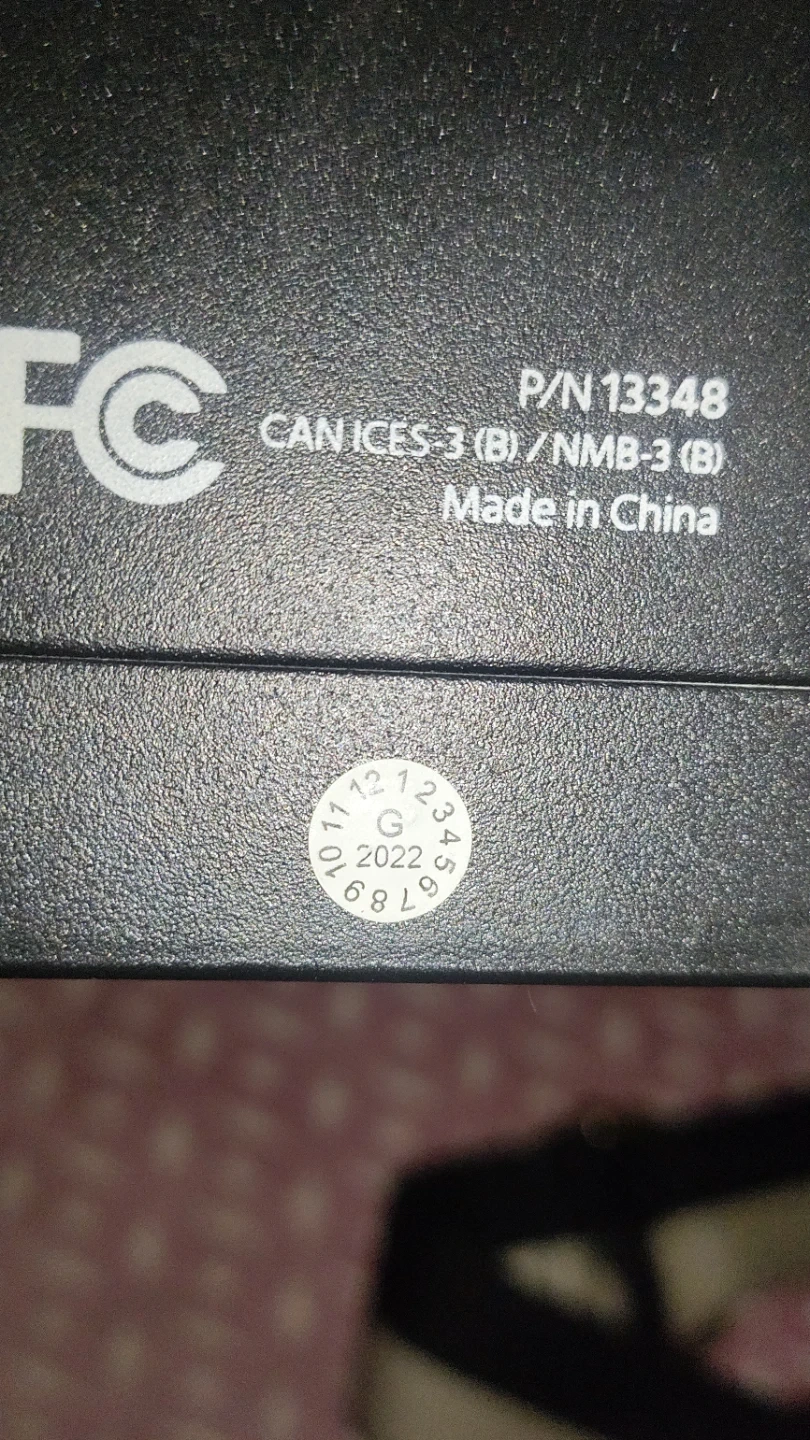 FC
P/N 13348
CAN ICES-3 (B) / NMB-3 (B)
Made in China
12 1 2 3 4 5 6 7 8 9 10 11
G
2022